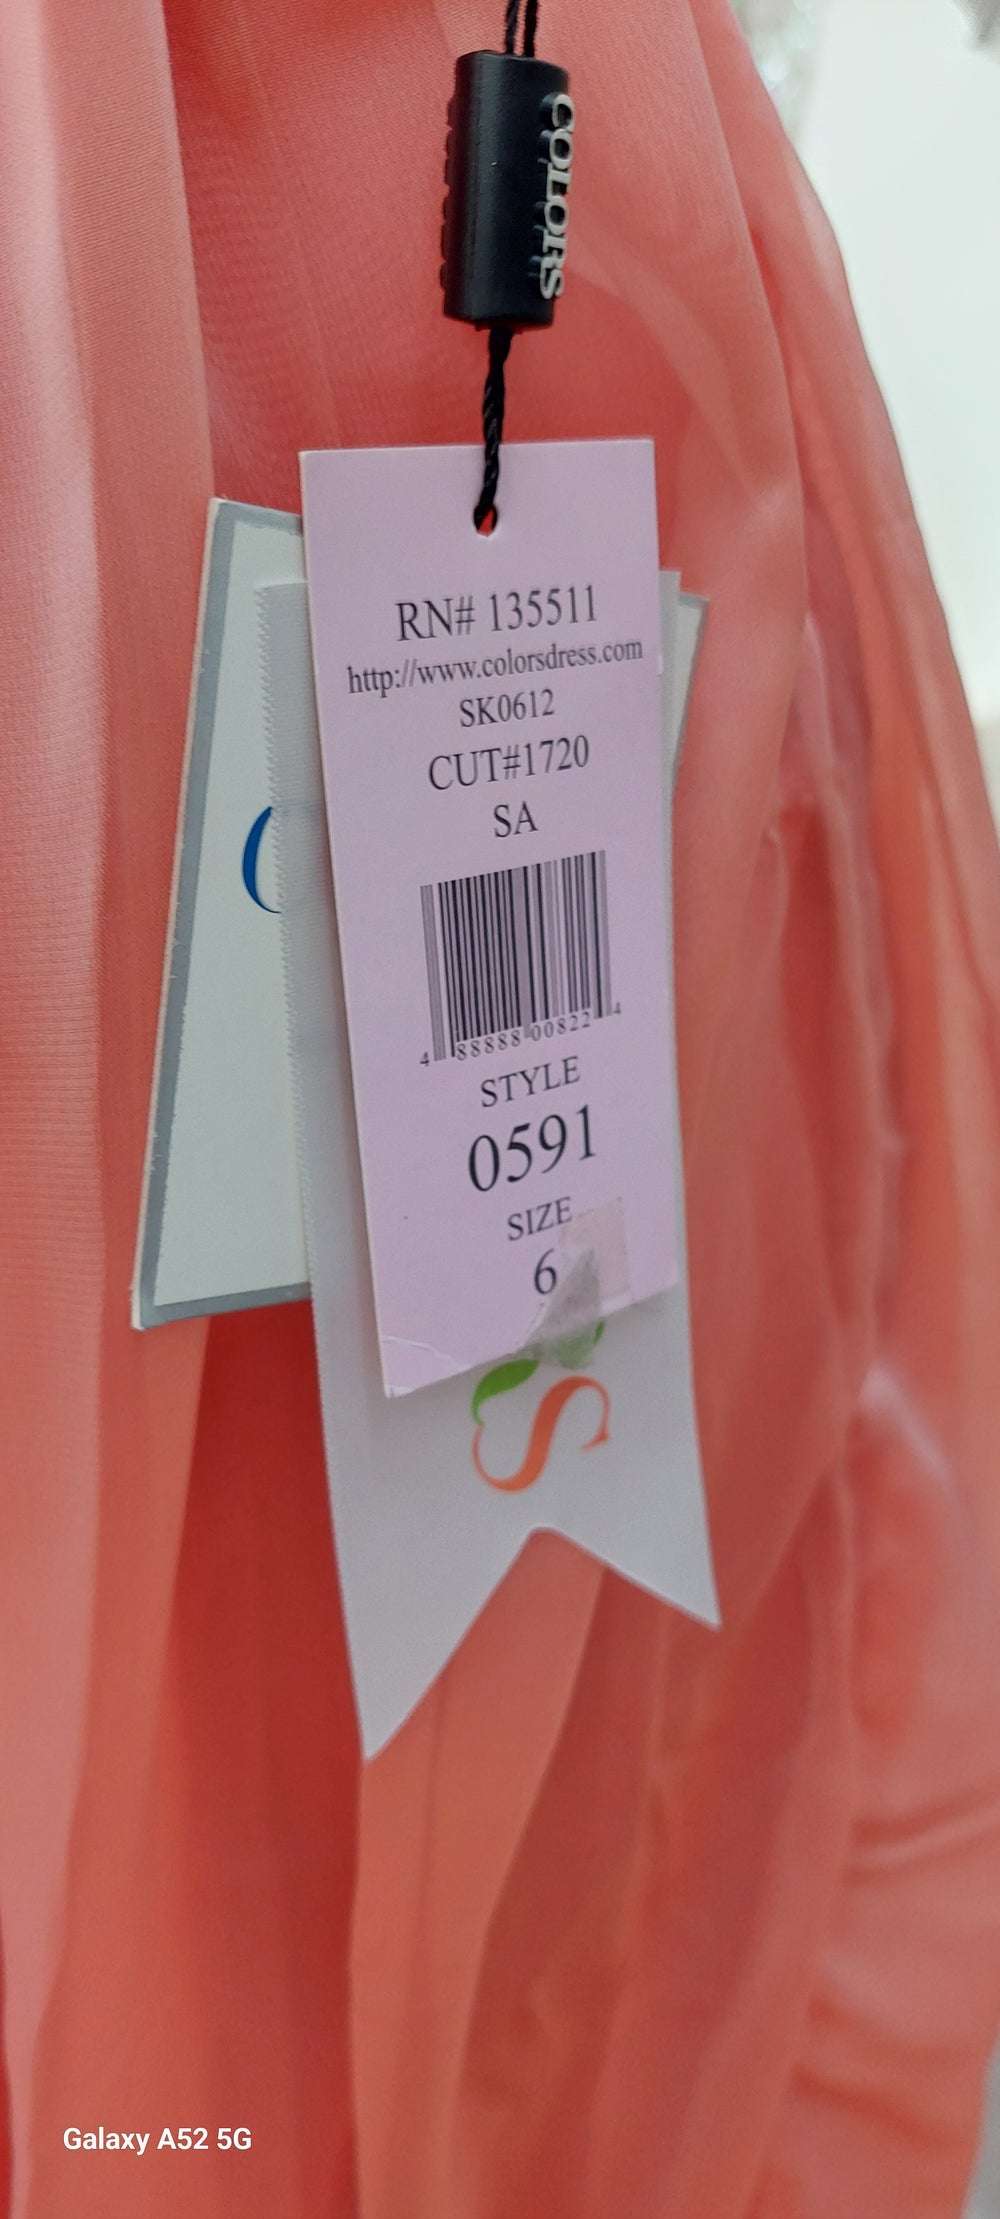 COLORS
RN# 135511
http://www.colorsdress.com
SK0612
CUT#1720
SA
4 88888 00822 4
STYLE
0591
SIZE
6
S
Galaxy A52 5G